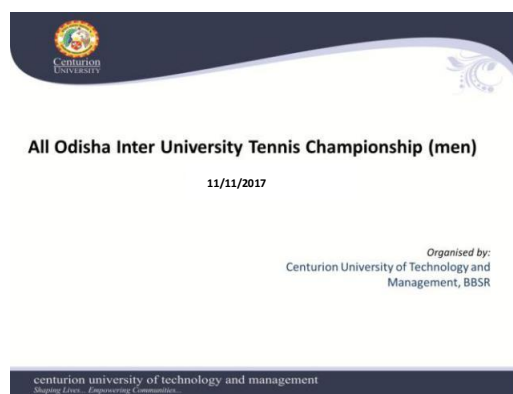 Centurion
UNIVERSITY
All Odisha Inter University Tennis Championship (men)
11/11/2017
Organised by:
Centurion University of Technology and
Management, BBSR
centurion university of technology and management
Shaping Lives... Empowering Communities...